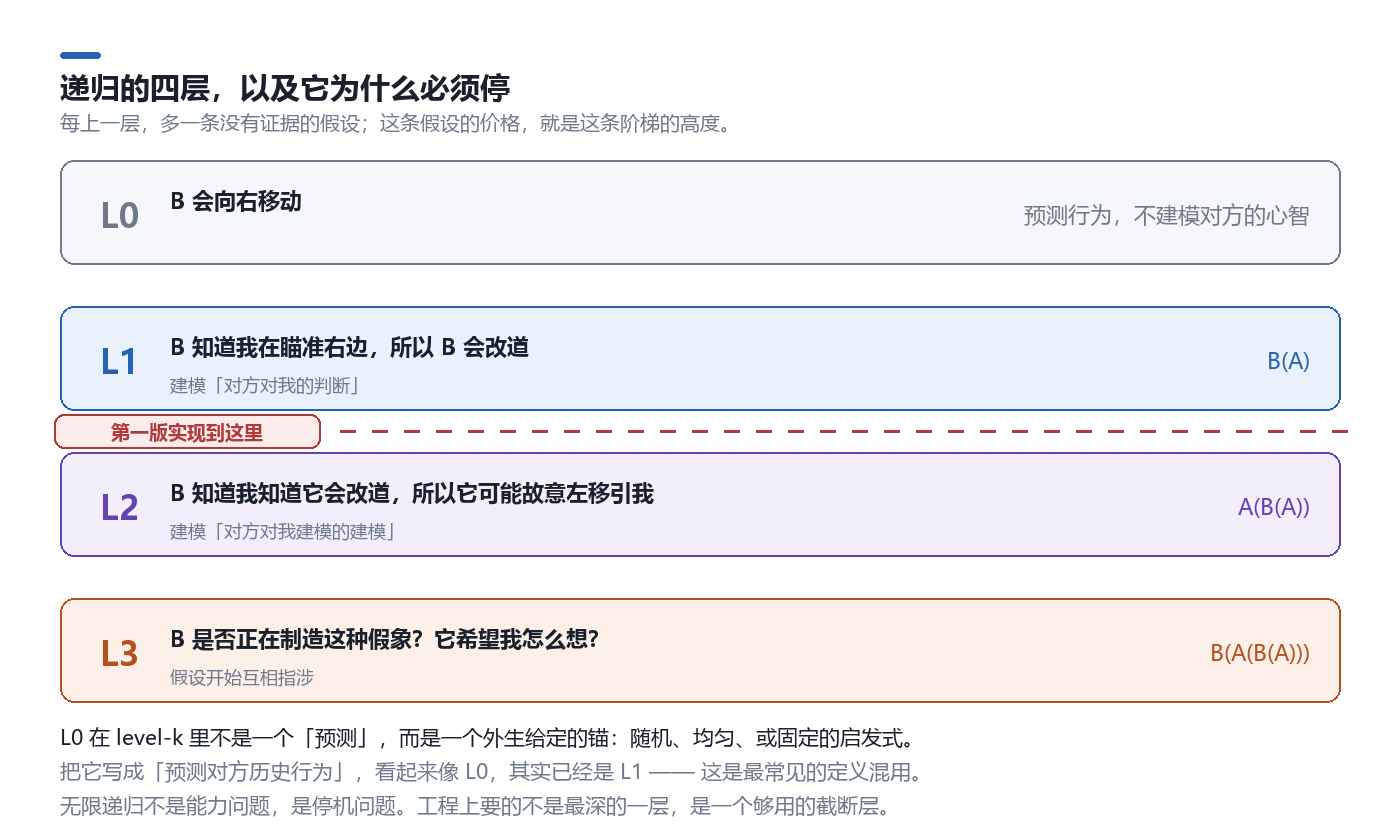 递归的四层，以及它为什么必须停
每上一层，多一条没有证据的假设；这条假设的价格，就是这条阶梯的高度。
L0
B 会向右移动
预测行为，不建模对方的心智
L1
B 知道我在瞄准右边，所以 B 会改道
建模「对方对我的判断」
B(A)
第一版实现到这里
L2
B 知道我知道它会改道，所以它可能故意左移引我
建模「对方对我建模的建模」
A(B(A))
L3
B 是否正在制造这种假象？它希望我怎么想？
假设开始互相指涉
B(A(B(A)))
L0 在 level-k 里不是一个「预测」，而是一个外生给定的锚：随机、均匀、或固定的启发式。
把它写成「预测对方历史行为」，看起来像 L0，其实已经是 L1 —— 这是最常见的定义混用。
无限递归不是能力问题，是停机问题。工程上要的不是最深的一层，是一个够用的截断层。